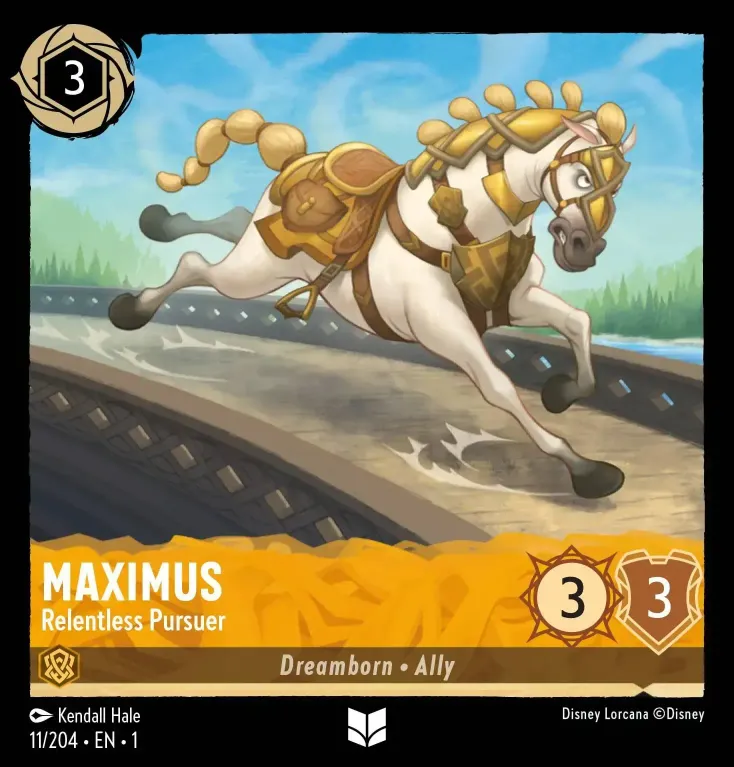 3
MAXIMUS
Relentless Pursuer
3
3
Dreamborn • Ally
Kendall Hale
Disney Lorcana ©Disney
11/204 • EN • 1